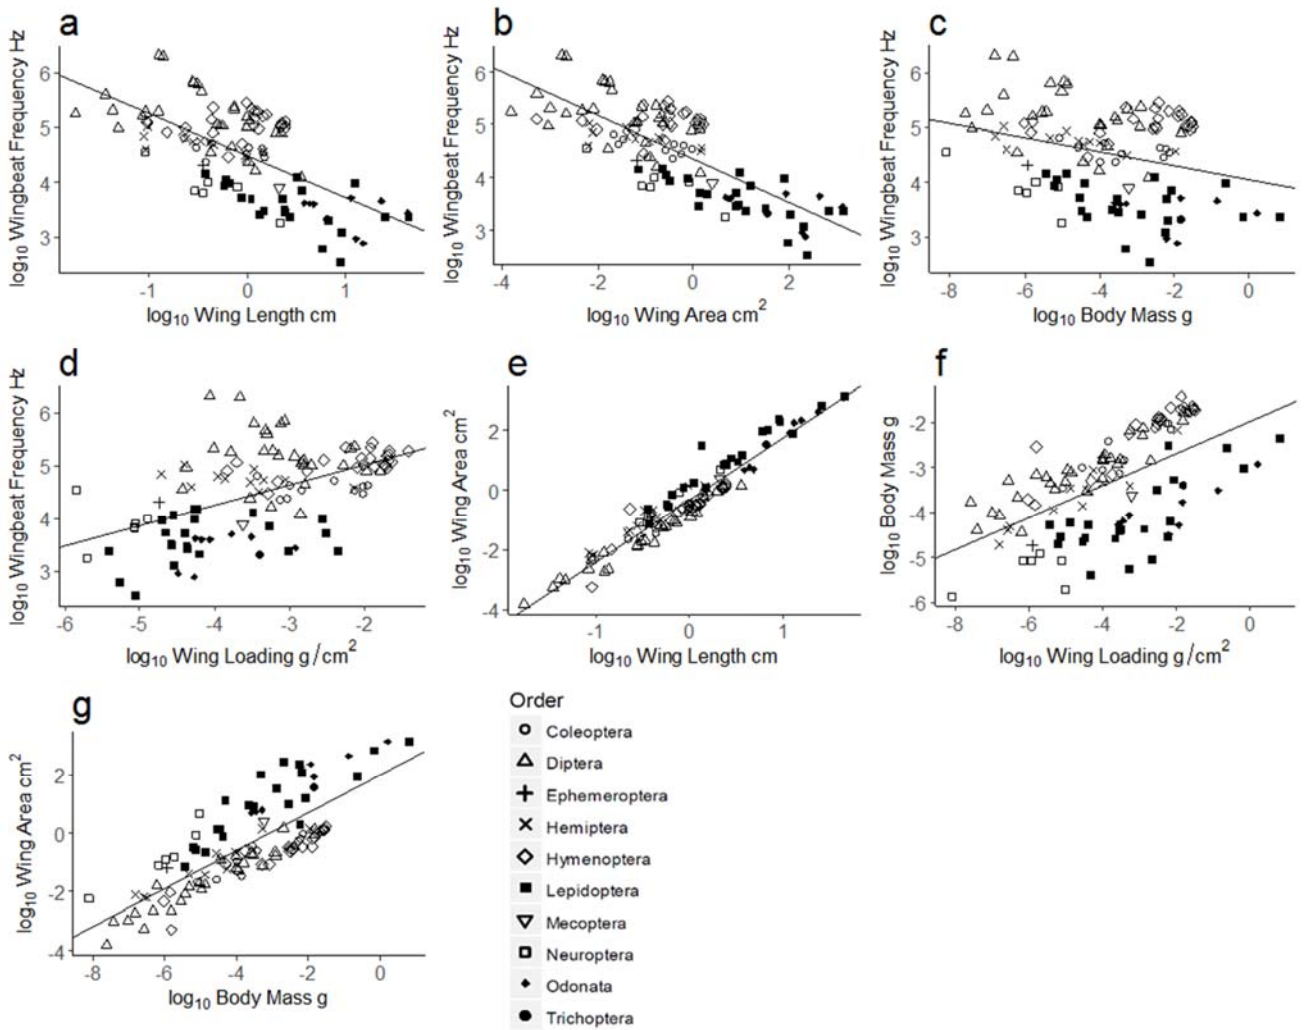 a
log10 Wingbeat Frequency Hz
6
5
4
3
-1
0
1
log10 Wing Length cm
b
log10 Wingbeat Frequency Hz
6
5
4
3
-4
-2
0
2
log10 Wing Area cm2
c
log10 Wingbeat Frequency Hz
6
5
4
3
-8
-6
-4
-2
0
log10 Body Mass g
d
log10 Wingbeat Frequency Hz
6
5
4
3
-6
-5
-4
-3
-2
log10 Wing Loading g/cm2
e
log10 Wing Area cm2
2
0
-2
-4
-1
0
1
log10 Wing Length cm
f
log10 Body Mass g
-2
-3
-4
-5
-6
-8
-6
-4
-2
0
log10 Wing Loading g/cm2
g
log10 Wing Area cm2
2
0
-2
-4
-8
-6
-4
-2
0
log10 Body Mass g
Order
Coleoptera
Diptera
Ephemeroptera
Hemiptera
Hymenoptera
Lepidoptera
Mecoptera
Neuroptera
Odonata
Trichoptera